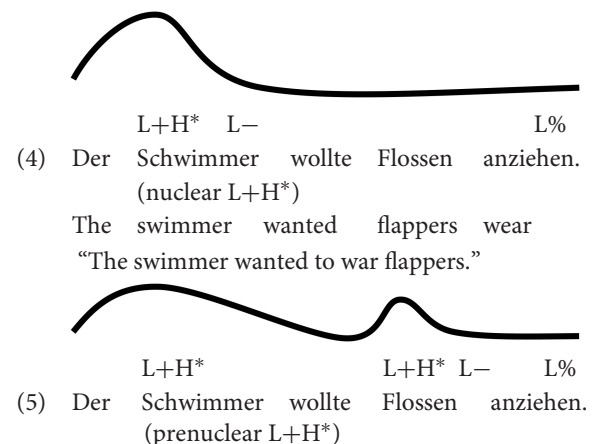 L+H* L− L%
(4) Der Schwimmer wollte Flossen anziehen.
(nuclear L+H*)
The swimmer wanted flappers wear
“The swimmer wanted to war flappers.”
L+H* L+H* L− L%
(5) Der Schwimmer wollte Flossen anziehen.
(prenuclear L+H*)